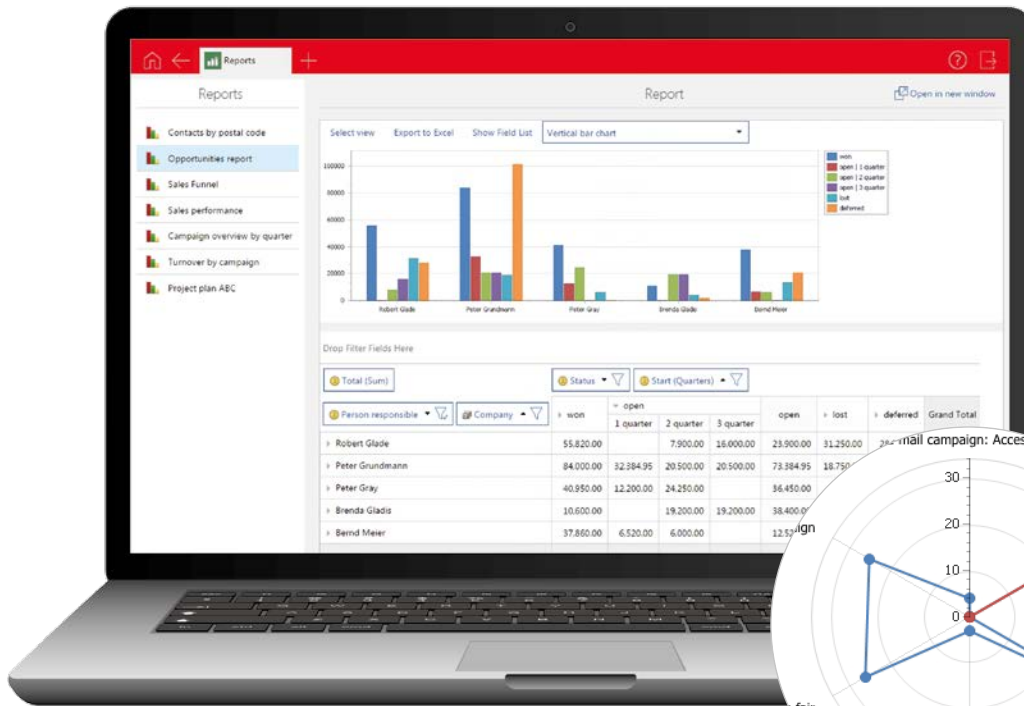 Reports
Reports
Report
Open in new window
Contacts by postal code
Opportunities report
Sales Funnel
Sales performance
Campaign overview by quarter
Turnover by campaign
Project plan ABC
Select view Export to Excel Show Field List Vertical bar chart
100000
80000
60000
40000
20000
0
Robert Glade Peter Grundmann Peter Gray Brenda Gladis Bernd Meier
won
open | 1 quarter
open | 2 quarter
open | 3 quarter
lost
deferred
Drop Filter Fields Here
Total (Sum) Status Start (Quarters)
Person responsible Company won open open lost deferred Grand Total
1 quarter 2 quarter 3 quarter
Robert Glade 55,820.00 7,900.00 16,000.00 23,900.00 31,250.00
Peter Grundmann 84,000.00 32,384.95 20,500.00 20,500.00 73,384.95 18,750
Peter Gray 40,950.00 12,200.00 24,250.00 36,450.00
Brenda Gladis 10,600.00 19,200.00 19,200.00 38,400.00
Bernd Meier 37,860.00 6,520.00 6,000.00 12,52
mail campaign: Acces
30
20
10
0
ign
fair